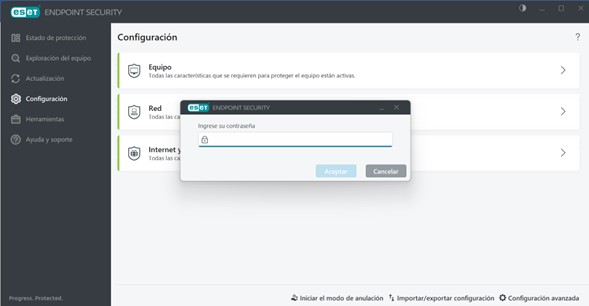 eset ENDPOINT SECURITY
Estado de protección
Exploración del equipo
Actualización
Configuración
Herramientas
Ayuda y soporte
Progress. Protected.
Configuración
?
Equipo
Todas las características que se requieren para proteger el equipo están activas.
Red
Todas las ca
Internet y
Todas las ca
eset ENDPOINT SECURITY
Ingrese su contraseña
Aceptar
Cancelar
Iniciar el modo de anulación
Importar/exportar configuración
Configuración avanzada